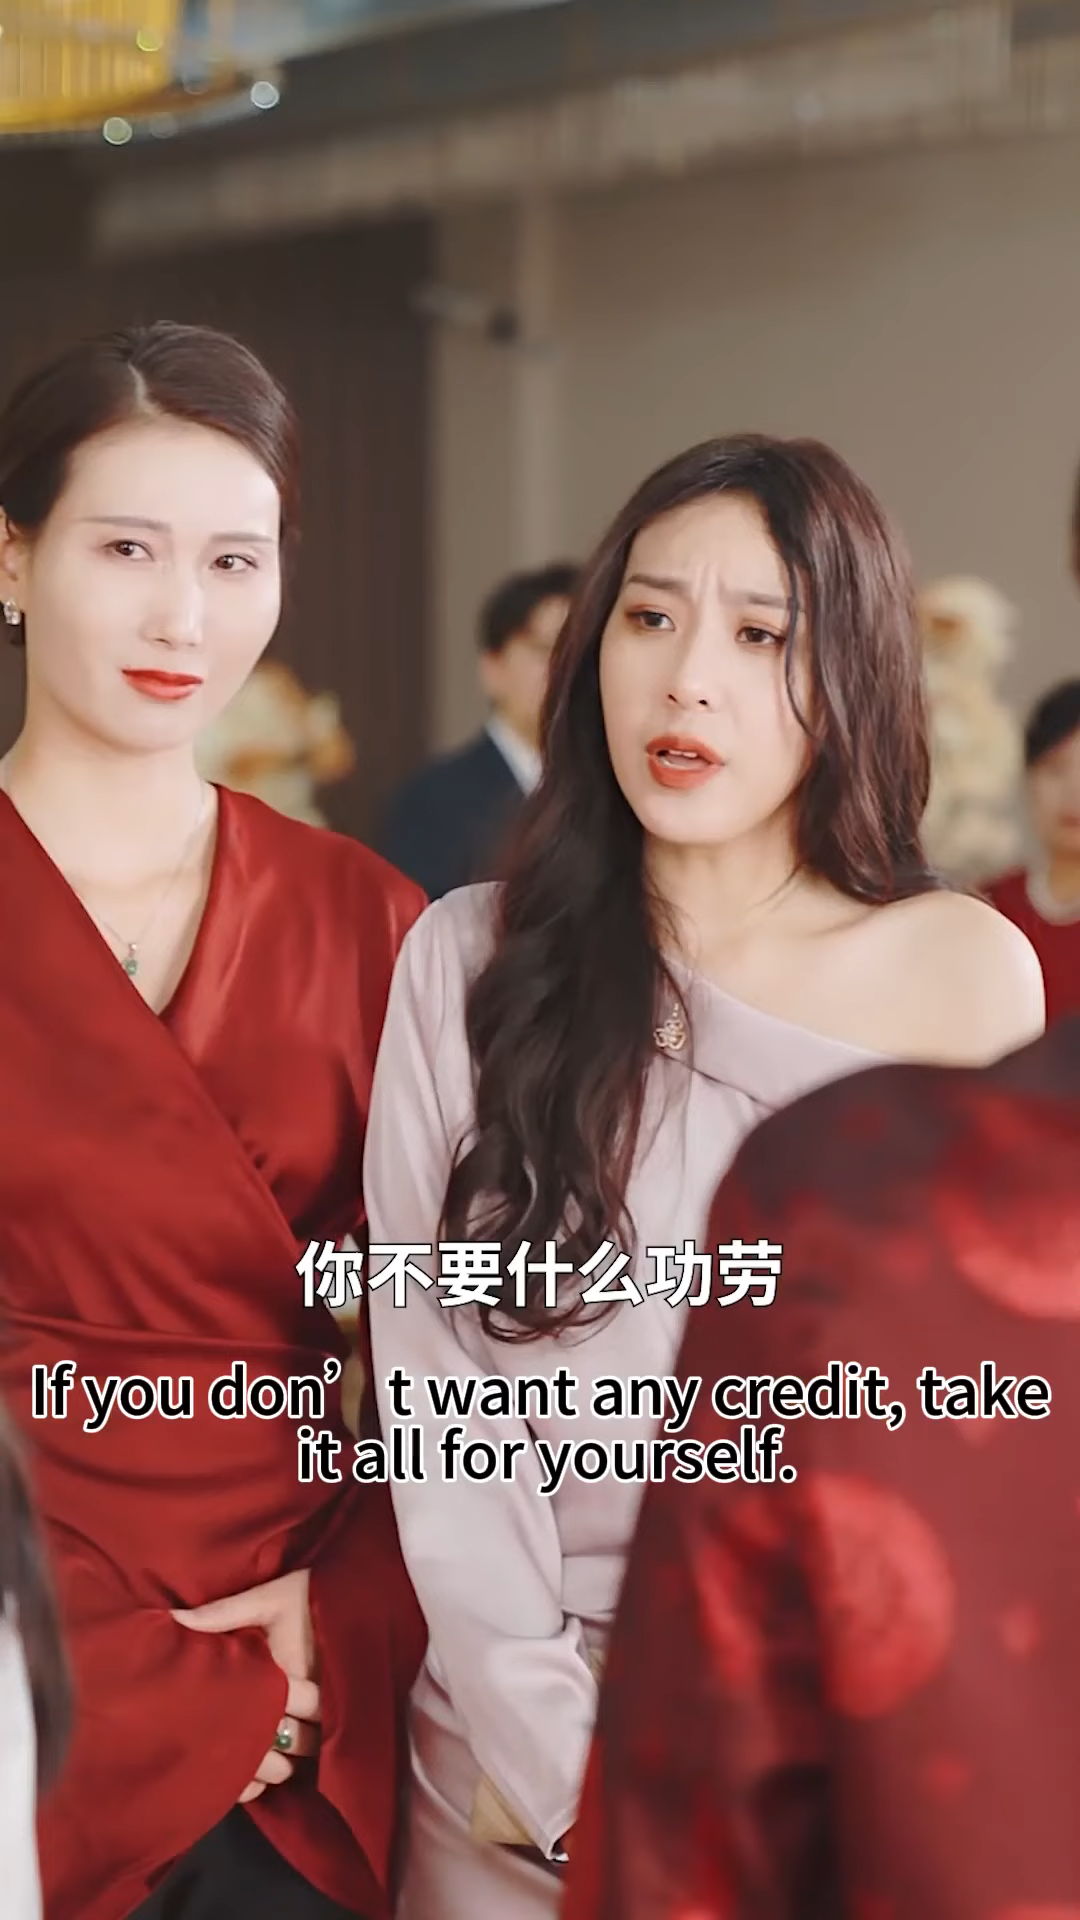 你不要什么功劳
If you don’t want any credit, take
it all for yourself.